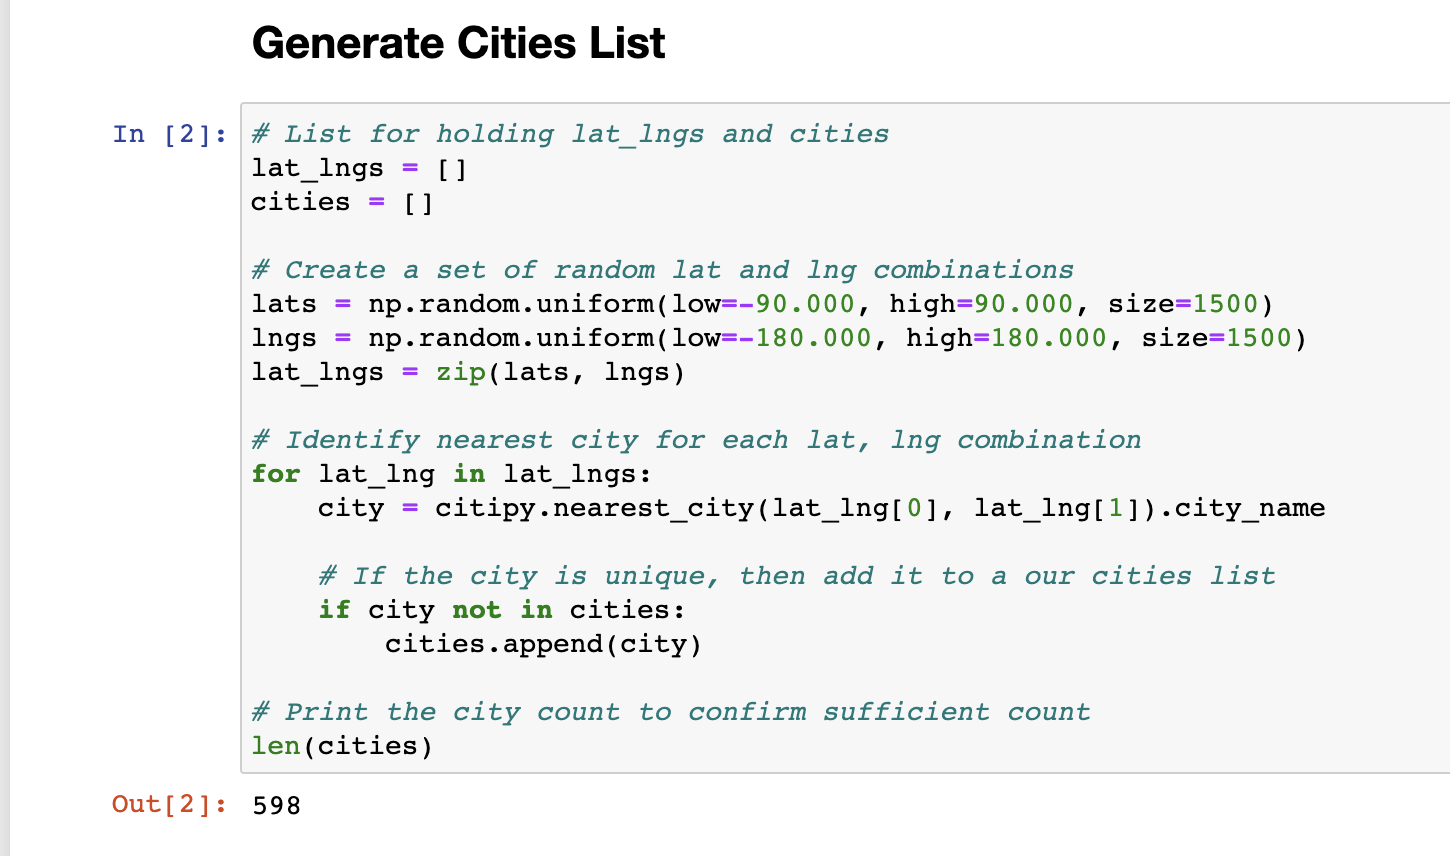 Generate Cities List
In [2]:
# List for holding lat_lngs and cities
lat_lngs = []
cities = []
# Create a set of random lat and lng combinations
lats = np.random.uniform(low=-90.000, high=90.000, size=1500)
lngs = np.random.uniform(low=-180.000, high=180.000, size=1500)
lat_lngs = zip(lats, lngs)
# Identify nearest city for each lat, lng combination
for lat_lng in lat_lngs:
    city = citipy.nearest_city(lat_lng[0], lat_lng[1]).city_name
    # If the city is unique, then add it to a our cities list
    if city not in cities:
        cities.append(city)
# Print the city count to confirm sufficient count
len(cities)
Out[2]: 598